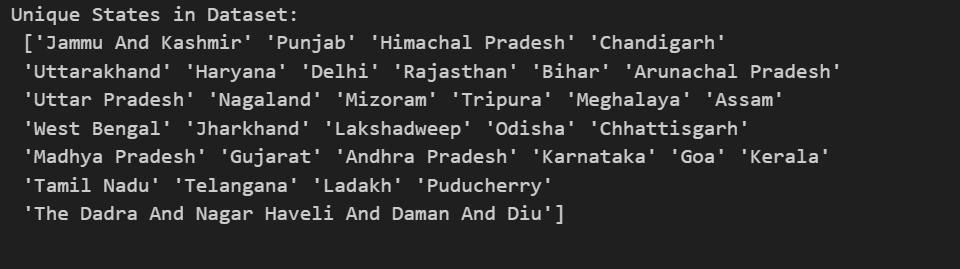 Unique States in Dataset:
['Jammu And Kashmir' 'Punjab' 'Himachal Pradesh' 'Chandigarh'
'Uttarakhand' 'Haryana' 'Delhi' 'Rajasthan' 'Bihar' 'Arunachal Pradesh'
'Uttar Pradesh' 'Nagaland' 'Mizoram' 'Tripura' 'Meghalaya' 'Assam'
'West Bengal' 'Jharkhand' 'Lakshadweep' 'Odisha' 'Chhattisgarh'
'Madhya Pradesh' 'Gujarat' 'Andhra Pradesh' 'Karnataka' 'Goa' 'Kerala'
'Tamil Nadu' 'Telangana' 'Ladakh' 'Puducherry'
'The Dadra And Nagar Haveli And Daman And Diu']